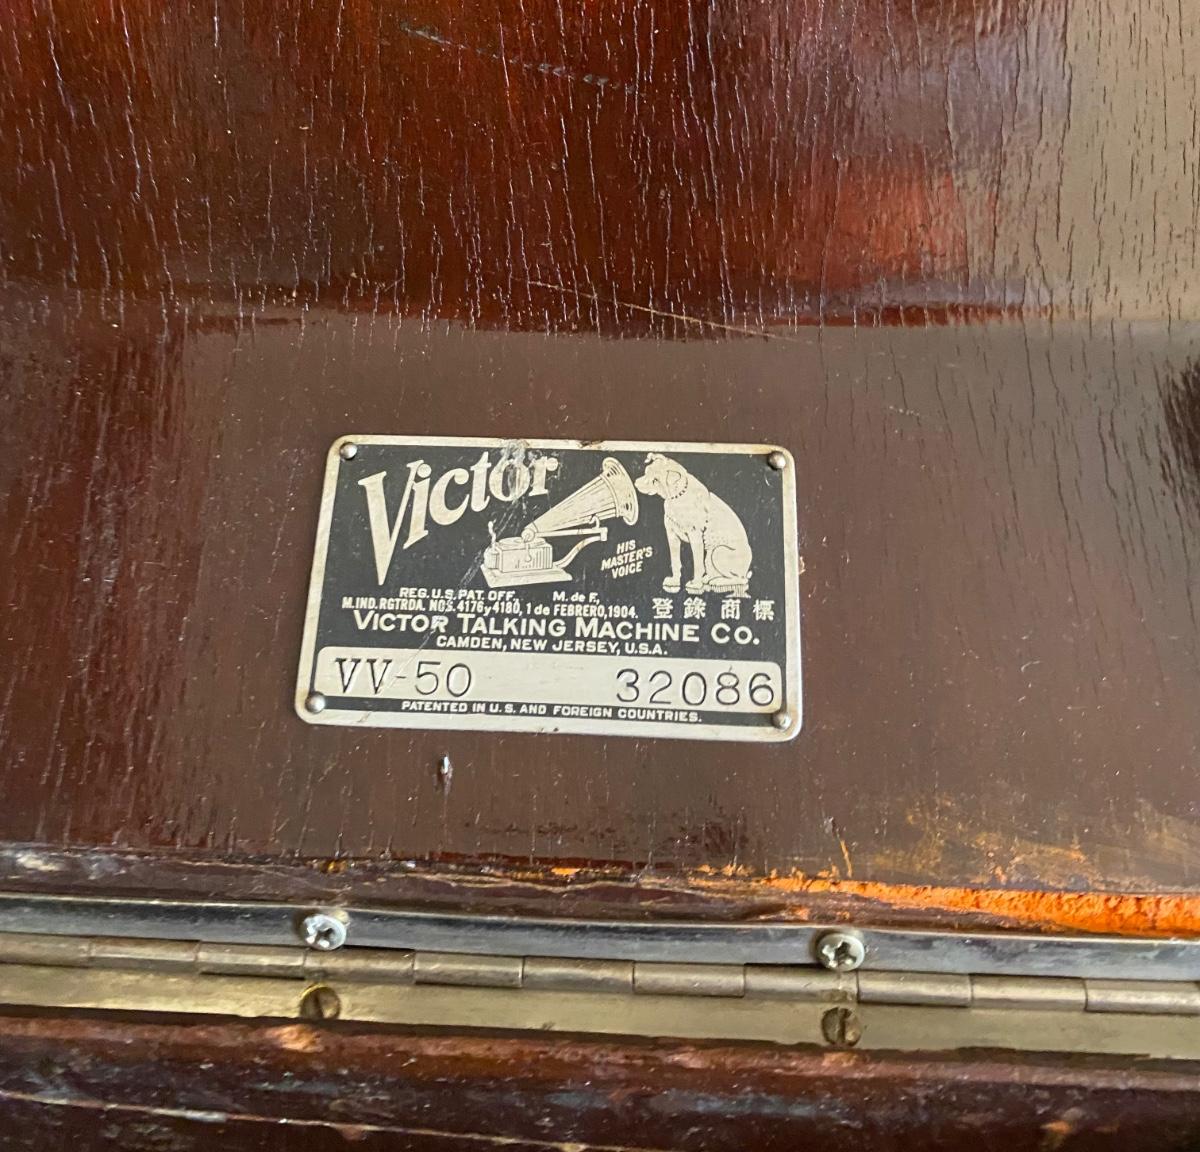 Victor
HIS
MASTER'S
VOICE
REG. U.S. PAT. OFF. M. de F.,
M.IND.RGTRDA. NOS. 4176 y 4180, 1 de FEBRERO, 1904. 登錄商標
VICTOR TALKING MACHINE CO.
CAMDEN, NEW JERSEY, U.S.A.
VV-50 32086
PATENTED IN U.S. AND FOREIGN COUNTRIES.